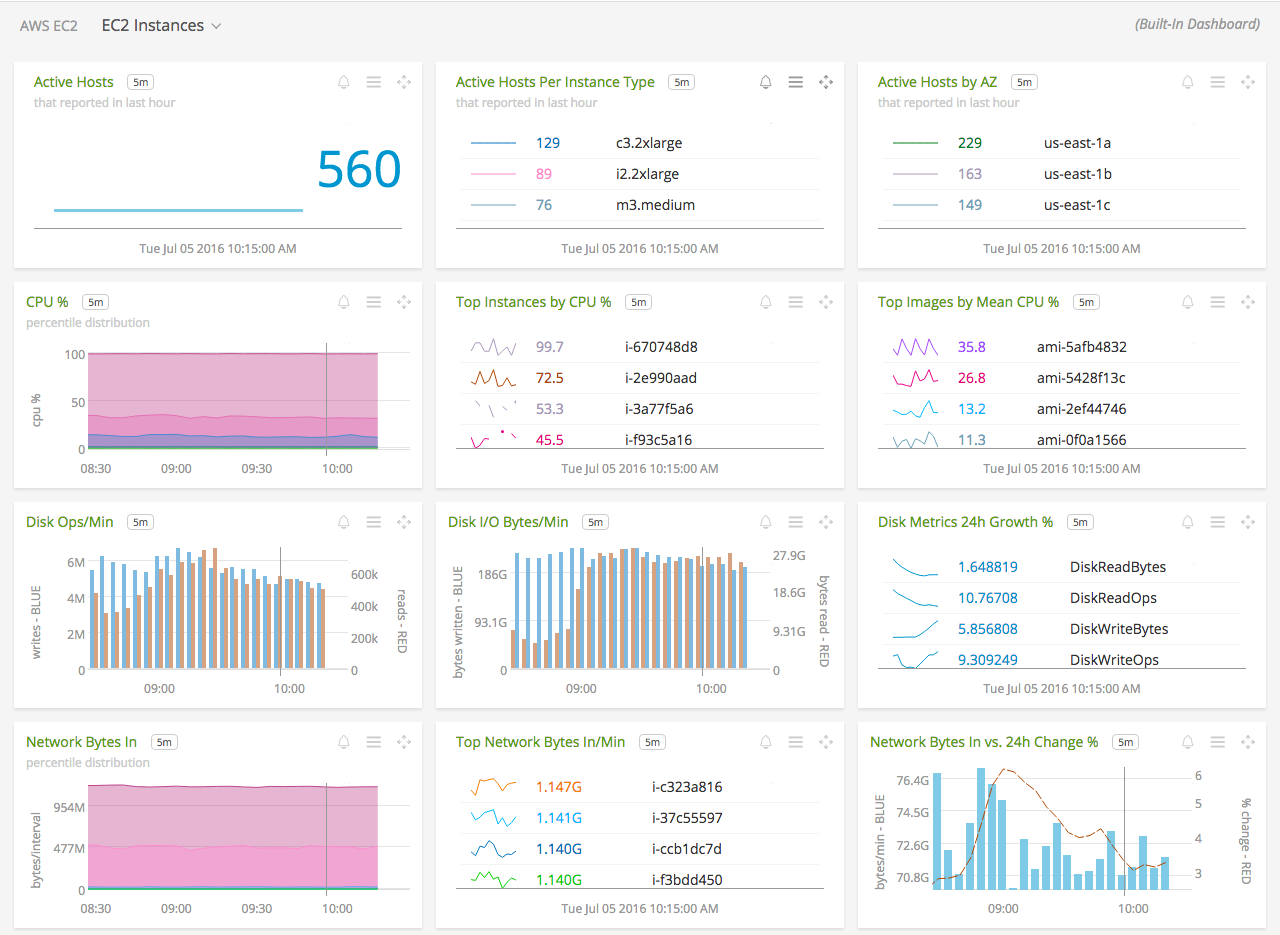 AWS EC2 EC2 Instances (Built-In Dashboard)
Active Hosts 5m
that reported in last hour
560
Tue Jul 05 2016 10:15:00 AM
Active Hosts Per Instance Type 5m
that reported in last hour
129 c3.2xlarge
89 i2.2xlarge
76 m3.medium
Tue Jul 05 2016 10:15:00 AM
Active Hosts by AZ 5m
that reported in last hour
229 us-east-1a
163 us-east-1b
149 us-east-1c
Tue Jul 05 2016 10:15:00 AM
CPU % 5m
percentile distribution
cpu %
100
50
0
08:30 09:00 09:30 10:00
Top Instances by CPU % 5m
99.7 i-670748d8
72.5 i-2e990aad
53.3 i-3a77f5a6
45.5 i-f93c5a16
Tue Jul 05 2016 10:15:00 AM
Top Images by Mean CPU % 5m
35.8 ami-5afb4832
26.8 ami-5428f13c
13.2 ami-2ef44746
11.3 ami-0f0a1566
Tue Jul 05 2016 10:15:00 AM
Disk Ops/Min 5m
writes - BLUE
6M
4M
2M
0
600k
400k
200k
0
reads - RED
09:00 10:00
Disk I/O Bytes/Min 5m
bytes written - BLUE
186G
93.1G
0
27.9G
18.6G
9.31G
0
bytes read - RED
09:00 10:00
Disk Metrics 24h Growth % 5m
1.648819 DiskReadBytes
10.76708 DiskReadOps
5.856808 DiskWriteBytes
9.309249 DiskWriteOps
Tue Jul 05 2016 10:15:00 AM
Network Bytes In 5m
percentile distribution
bytes/interval
954M
477M
0
08:30 09:00 09:30 10:00
Top Network Bytes In/Min 5m
1.147G i-c323a816
1.141G i-37c55597
1.140G i-ccb1dc7d
1.140G i-f3bdd450
Tue Jul 05 2016 10:15:00 AM
Network Bytes In vs. 24h Change % 5m
bytes/min - BLUE
76.4G
74.5G
72.6G
70.8G
6
5
4
3
% change - RED
09:00 10:00